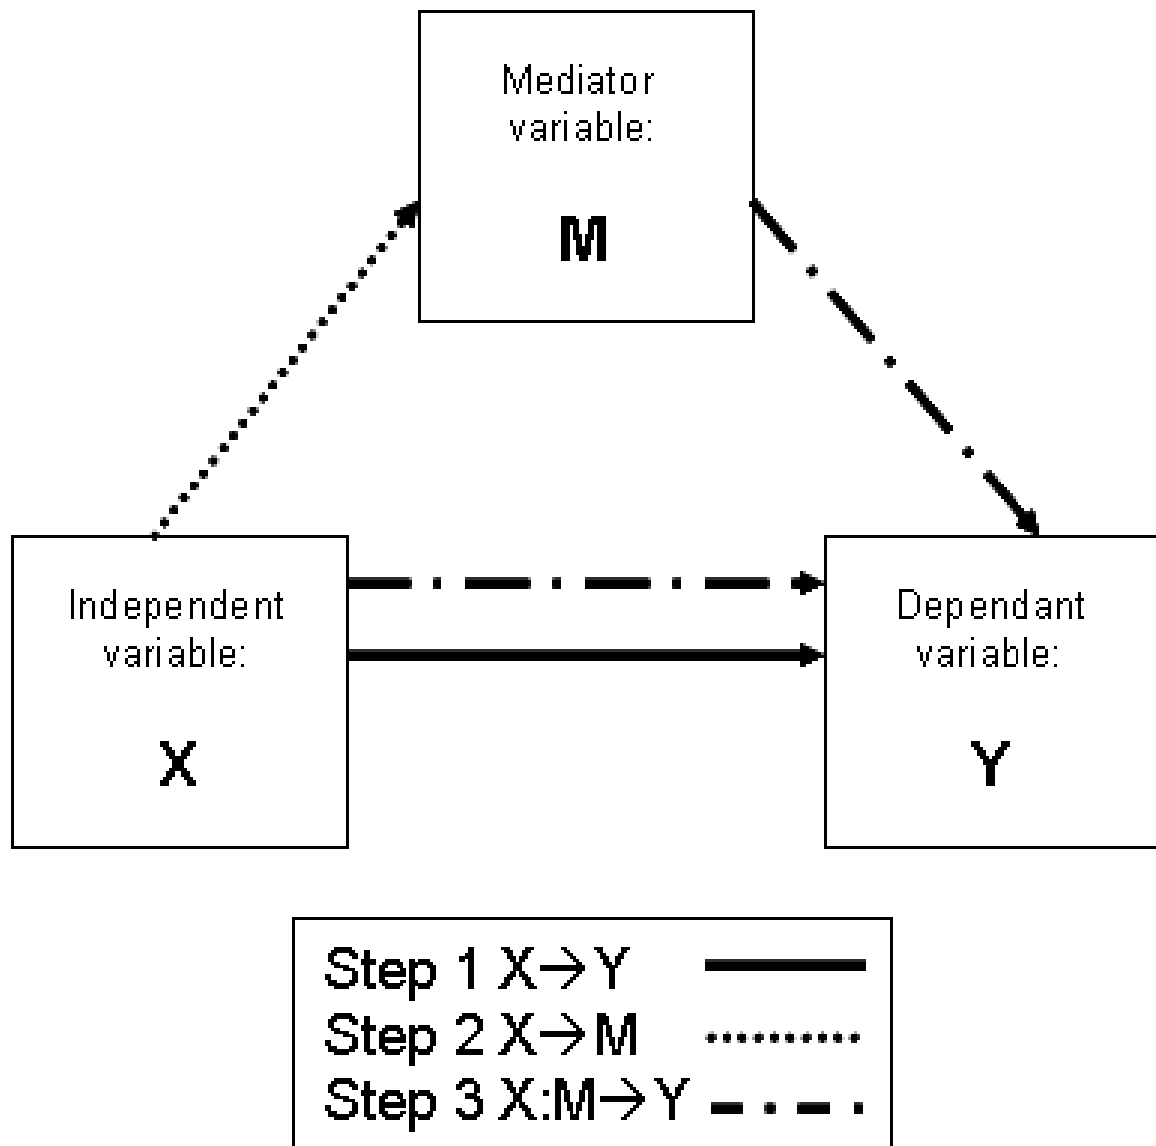 Mediator
variable:
M
Independent
variable:
X
Dependant
variable:
Y
Step 1 X→Y
Step 2 X→M
Step 3 X:M→Y